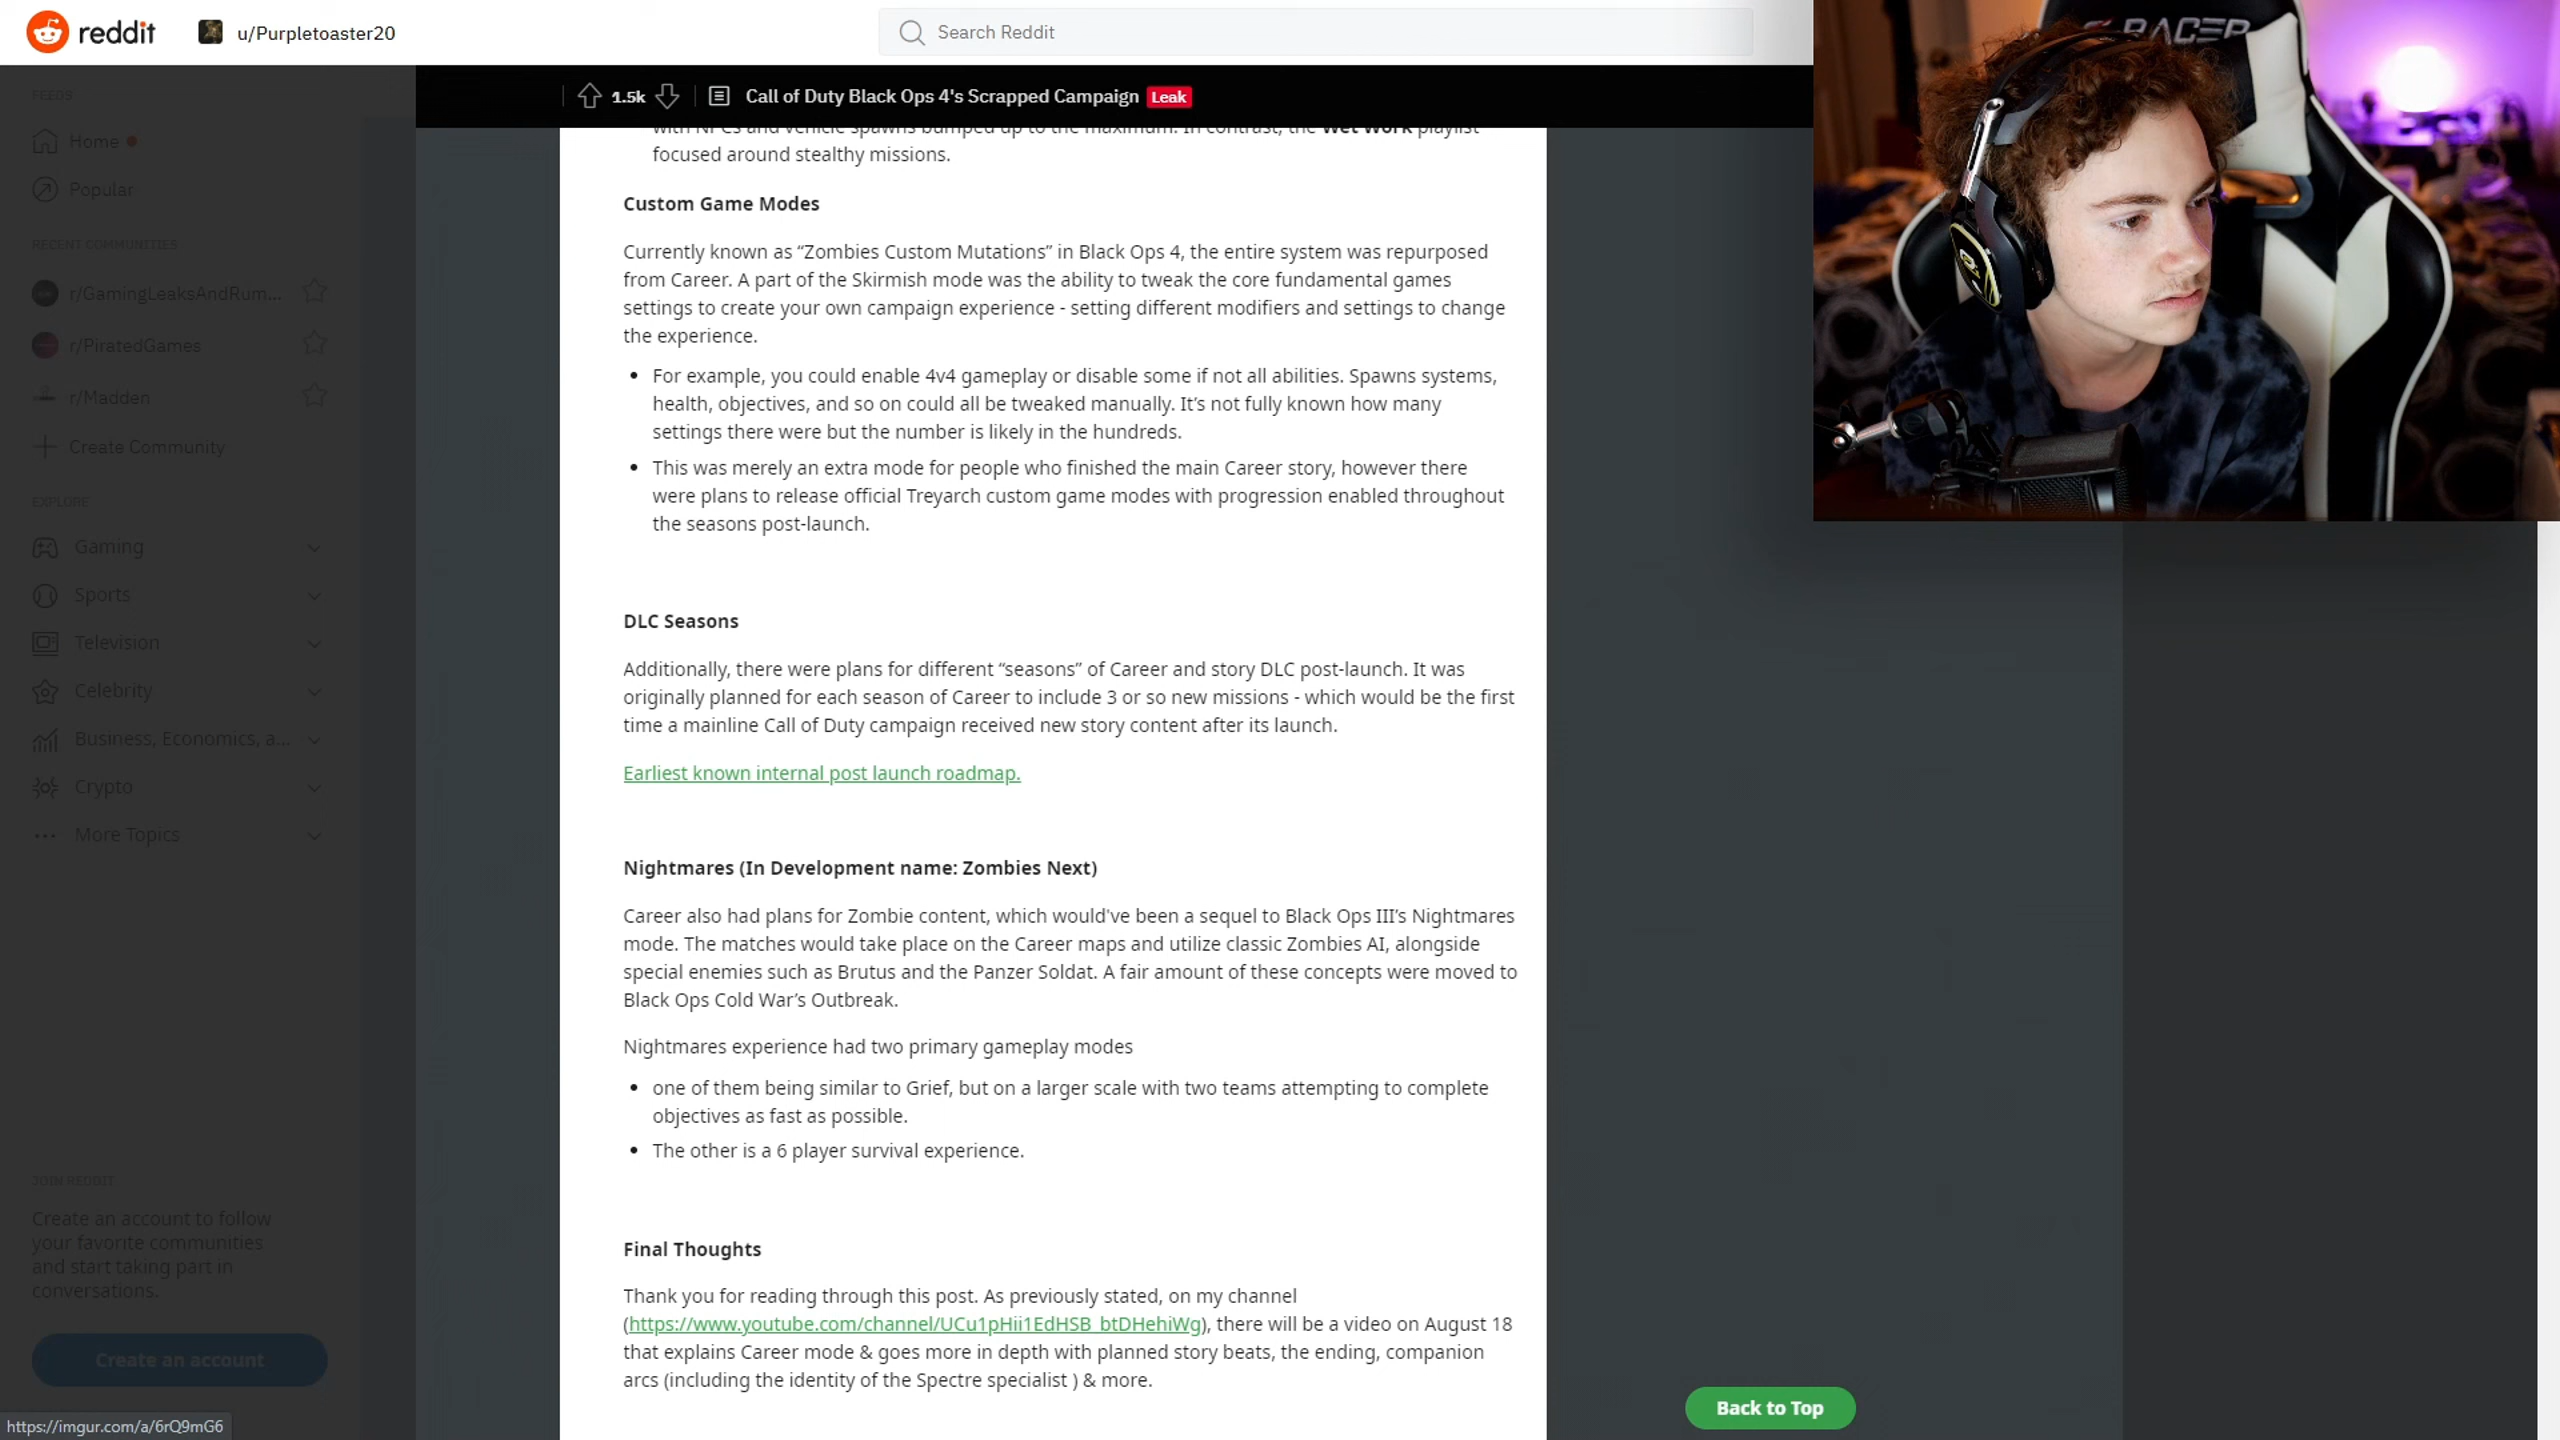 reddit
u/Purpletoaster20
Search Reddit
RACER
1.5k
Call of Duty Black Ops 4's Scrapped Campaign Leak
FEEDS
Home
Popular
RECENT COMMUNITIES
r/GamingLeaksAndRum...
r/PiratedGames
r/Madden
Create Community
EXPLORE
Gaming
Sports
Television
Celebrity
Business, Economics, a...
Crypto
More Topics
JOIN REDDIT
Create an account to follow
your favorite communities
and start taking part in
conversations.
Create an account
https://imgur.com/a/6rQ9mG6
with NPCs and vehicle spawns bumped up to the maximum. In contrast, the Wet Work playlist
focused around stealthy missions.
Custom Game Modes
Currently known as “Zombies Custom Mutations” in Black Ops 4, the entire system was repurposed
from Career. A part of the Skirmish mode was the ability to tweak the core fundamental games
settings to create your own campaign experience - setting different modifiers and settings to change
the experience.
• For example, you could enable 4v4 gameplay or disable some if not all abilities. Spawns systems,
health, objectives, and so on could all be tweaked manually. It’s not fully known how many
settings there were but the number is likely in the hundreds.
• This was merely an extra mode for people who finished the main Career story, however there
were plans to release official Treyarch custom game modes with progression enabled throughout
the seasons post-launch.
DLC Seasons
Additionally, there were plans for different “seasons” of Career and story DLC post-launch. It was
originally planned for each season of Career to include 3 or so new missions - which would be the first
time a mainline Call of Duty campaign received new story content after its launch.
Earliest known internal post launch roadmap.
Nightmares (In Development name: Zombies Next)
Career also had plans for Zombie content, which would've been a sequel to Black Ops III’s Nightmares
mode. The matches would take place on the Career maps and utilize classic Zombies AI, alongside
special enemies such as Brutus and the Panzer Soldat. A fair amount of these concepts were moved to
Black Ops Cold War’s Outbreak.
Nightmares experience had two primary gameplay modes
• one of them being similar to Grief, but on a larger scale with two teams attempting to complete
objectives as fast as possible.
• The other is a 6 player survival experience.
Final Thoughts
Thank you for reading through this post. As previously stated, on my channel
(https://www.youtube.com/channel/UCu1pHii1EdHSB_btDHehiWg), there will be a video on August 18
that explains Career mode & goes more in depth with planned story beats, the ending, companion
arcs (including the identity of the Spectre specialist ) & more.
Back to Top